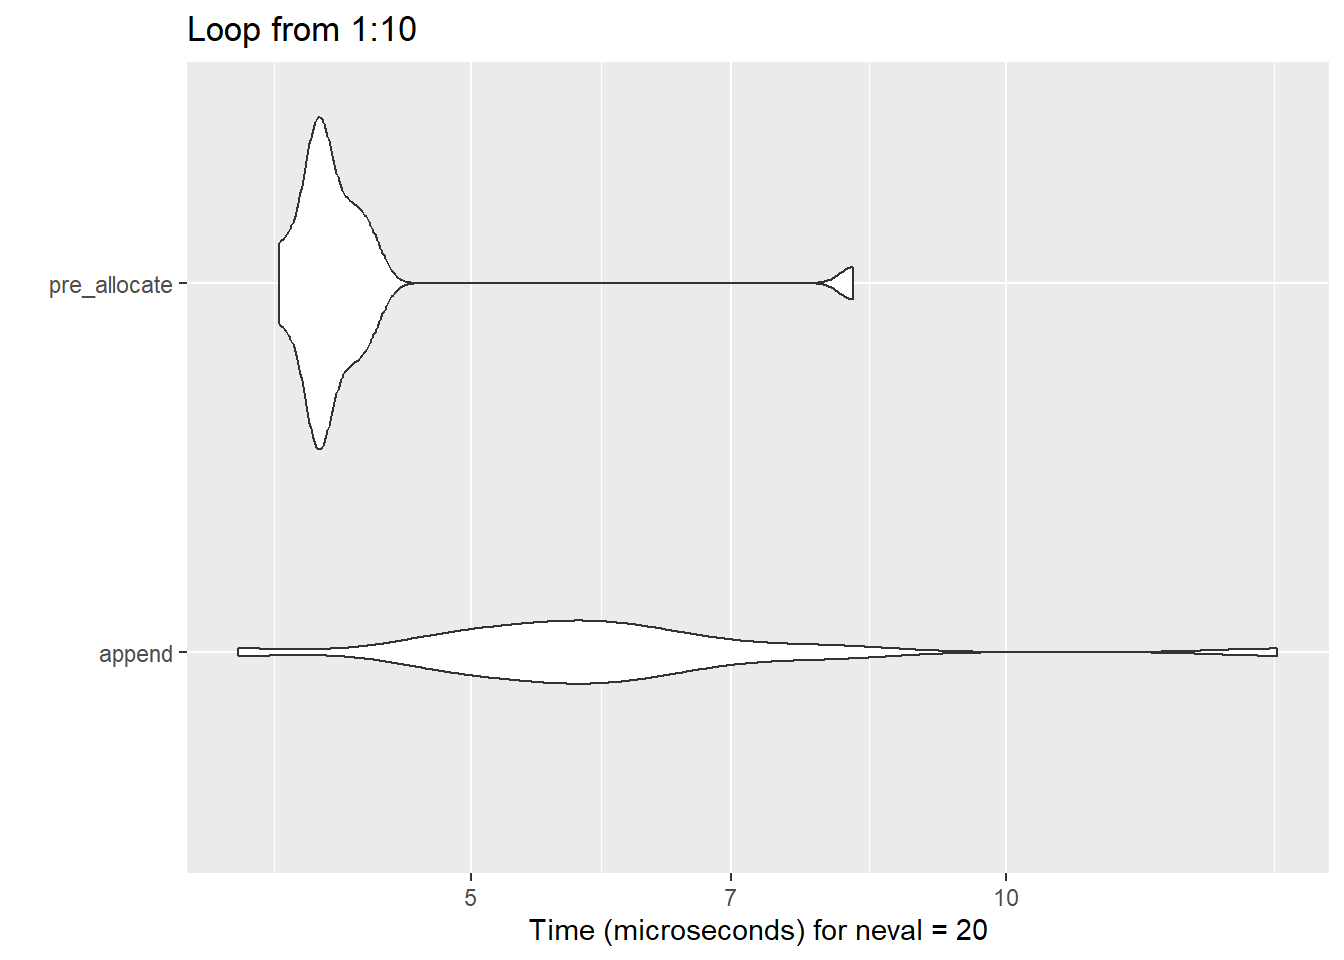 Loop from 1:10
pre_allocate
append
5 7 10
Time (microseconds) for neval = 20